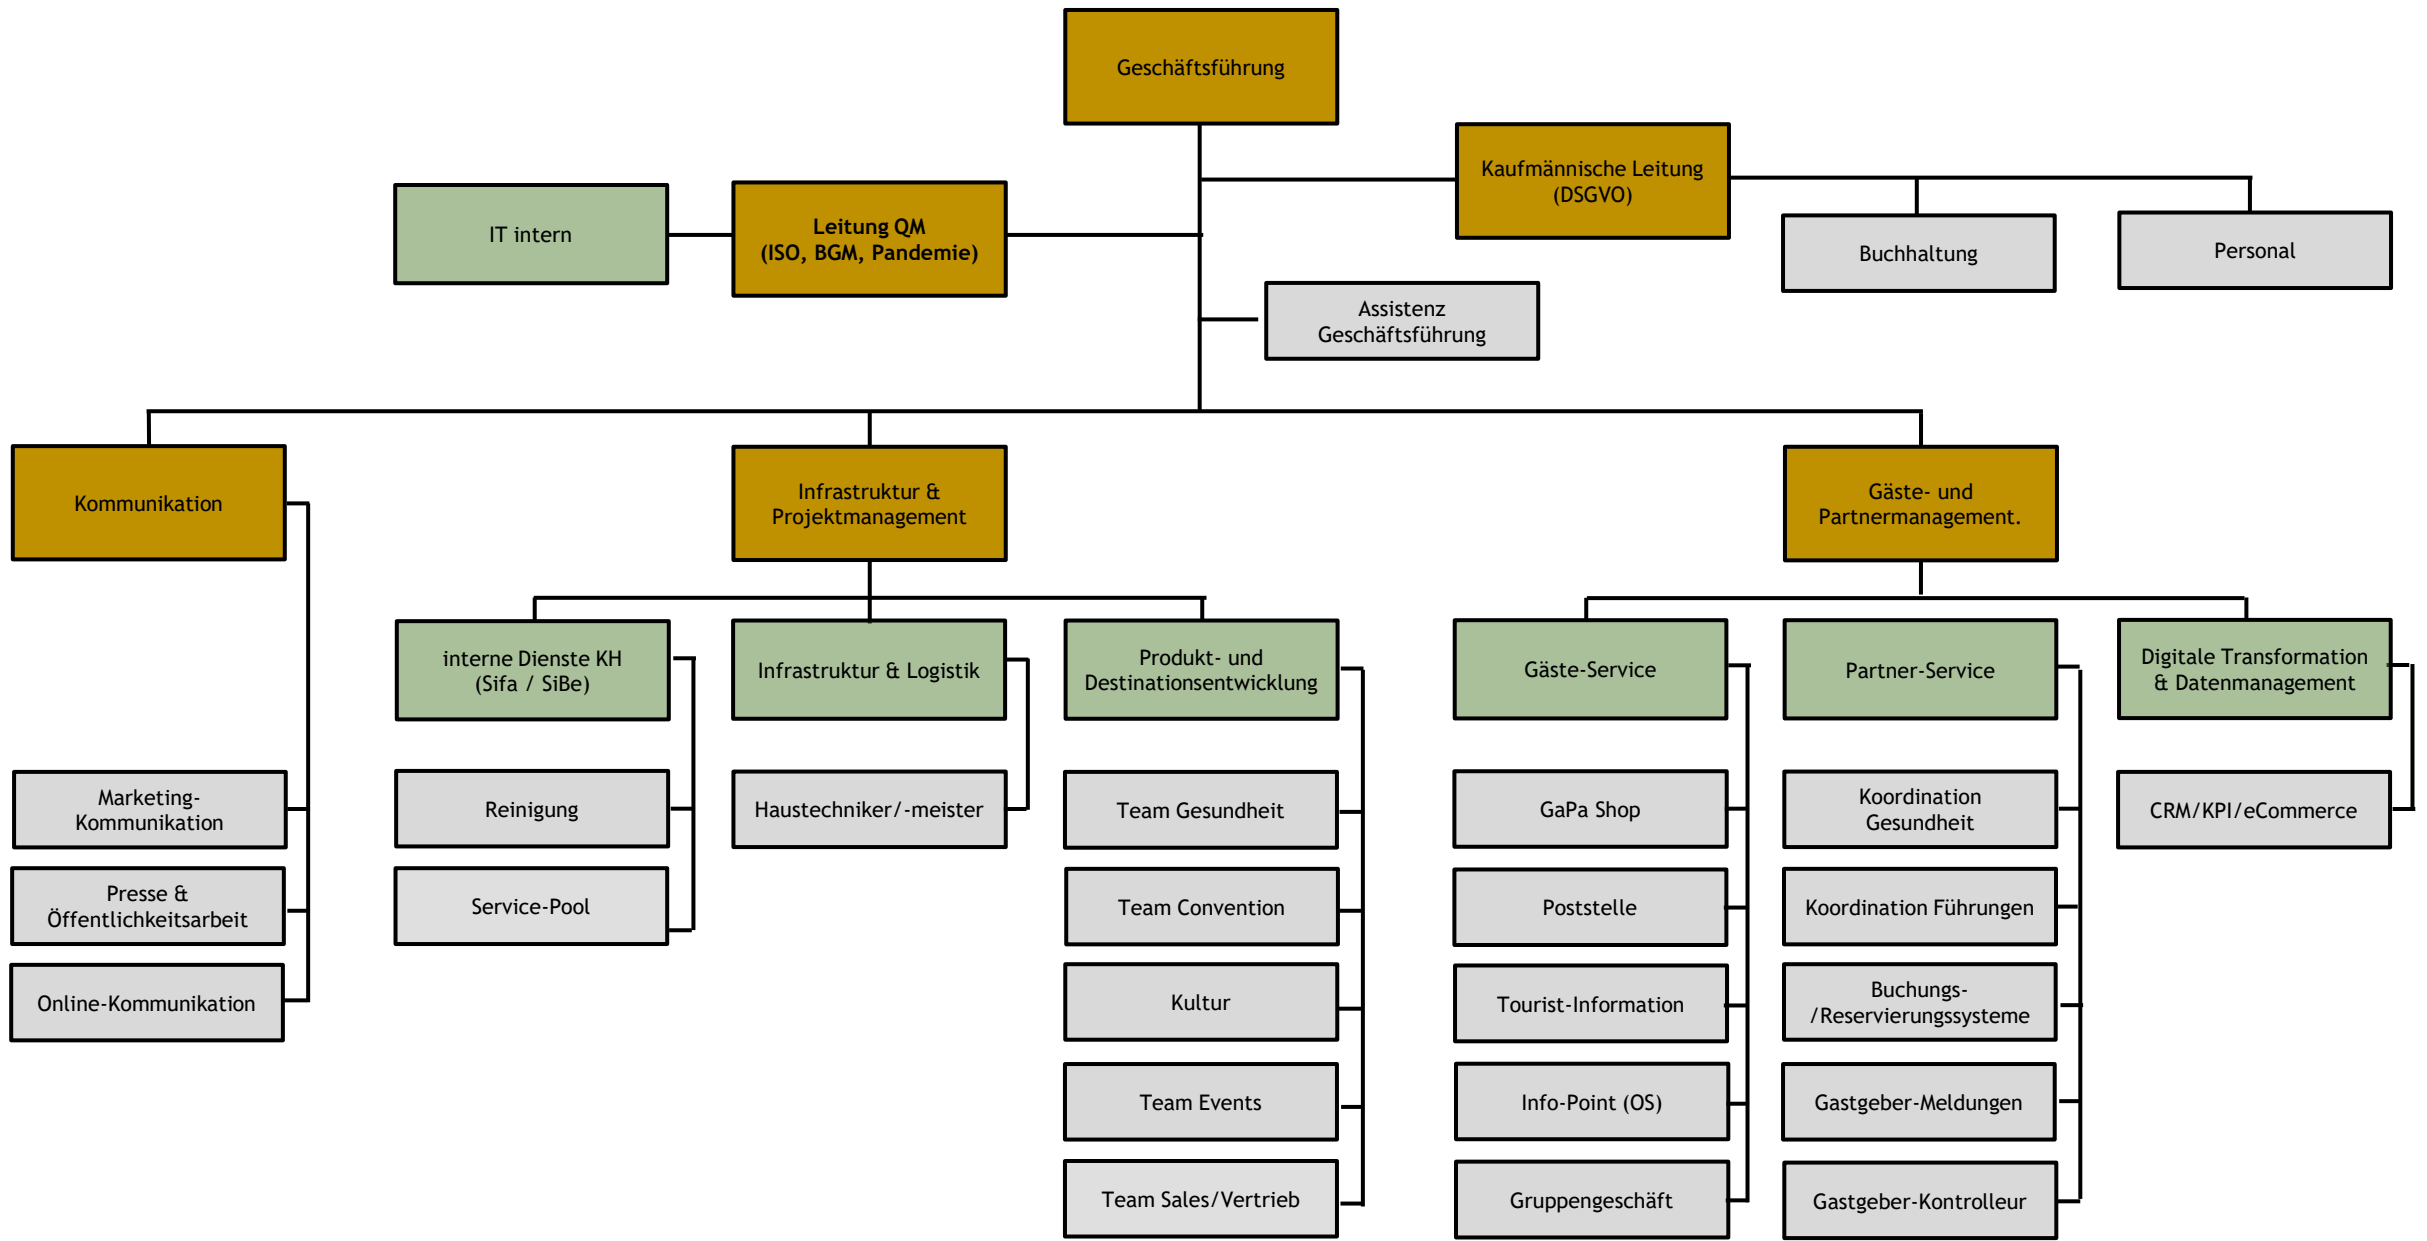 Geschäftsführung
Kaufmännische Leitung
(DSGVO)
IT intern
Leitung QM
(ISO, BGM, Pandemie)
Buchhaltung
Personal
Assistenz
Geschäftsführung
Kommunikation
Infrastruktur &
Projektmanagement
Gäste- und
Partnermanagement.
interne Dienste KH
(Sifa / SiBe)
Infrastruktur & Logistik
Produkt- und
Destinationsentwicklung
Gäste-Service
Partner-Service
Digitale Transformation
& Datenmanagement
Marketing-
Kommunikation
Reinigung
Haustechniker/-meister
Team Gesundheit
GaPa Shop
Koordination
Gesundheit
CRM/KPI/eCommerce
Presse &
Öffentlichkeitsarbeit
Service-Pool
Team Convention
Poststelle
Koordination Führungen
Online-Kommunikation
Kultur
Tourist-Information
Buchungs-
/Reservierungssysteme
Team Events
Info-Point (OS)
Gastgeber-Meldungen
Team Sales/Vertrieb
Gruppengeschäft
Gastgeber-Kontrolleur